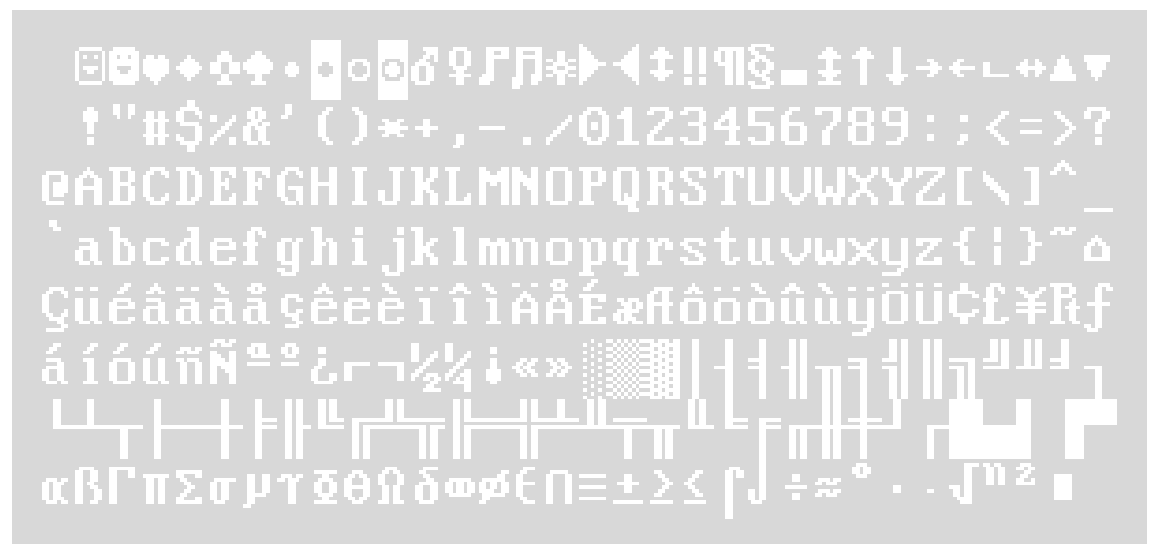 ☺☻♥♦♣♠•◘○◙♂♀♪♫☼►◄↕‼¶§▬↨↑↓→←∟↔▲▼
!"#$%&'()*+,-./0123456789:;<=>?
@ABCDEFGHIJKLMNOPQRSTUVWXYZ[\]^_
`abcdefghijklmnopqrstuvwxyz{¦}~⌂
ÇüéâäàåçêëèïîìÄÅÉæÆôöòûùÿÖÜ¢£¥₧ƒ
áíóúñÑªº¿⌐¬½¼¡«»░▒▓│┤╡╢╖╕╣║╗╝╜╛┐
└┴┬├─┼╞╟╚╔╩╦╠═╬╧╨╤╥╙╘╒╓╫╪┘┌█▄▌▐▀
αßΓπΣσµτΦΘΩδ∞φε∩≡±≥≤⌠⌡÷≈°∙·√ⁿ²■